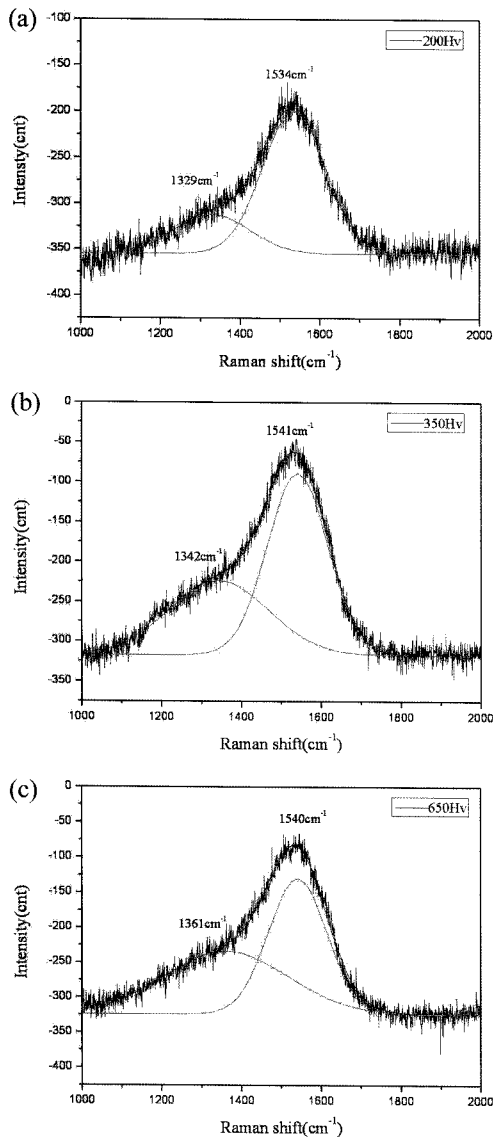 (a)
-100
-150
-200
-250
-300
-350
-400
Intensty(cnt)
200Hv
1534cm-1
1329cm-1
1000 1200 1400 1600 1800 2000
Raman shift(cm-1)
(b)
0
-50
-100
-150
-200
-250
-300
-350
Intensity(cnt)
350Hv
1541cm-1
1342cm-1
1000 1200 1400 1600 1800 2000
Raman shift(cm-1)
(c)
0
-50
-100
-150
-200
-250
-300
-350
-400
Intensity(cnt)
650Hv
1540cm-1
1361cm-1
1000 1200 1400 1600 1800 2000
Raman shift(cm-1)